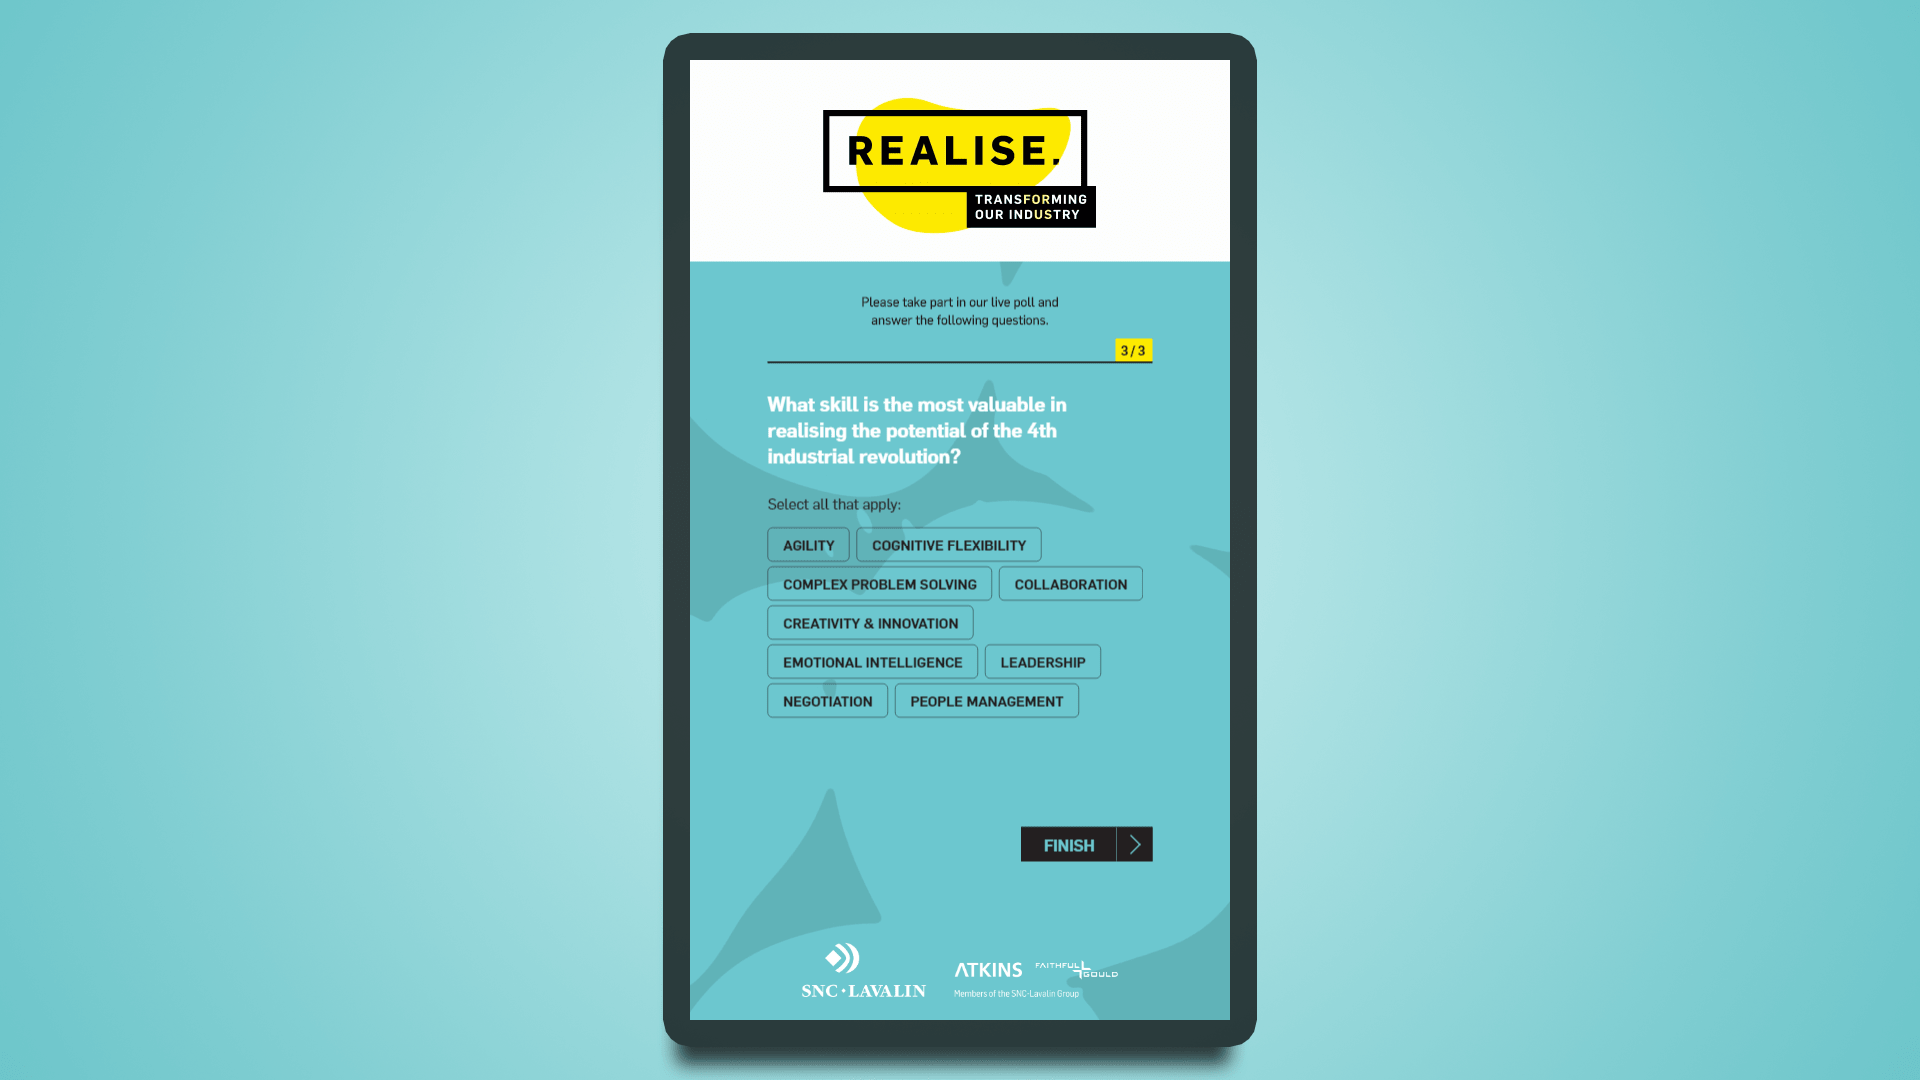 REALISE.
TRANSFORMING
OUR INDUSTRY
Please take part in our live poll and
answer the following questions.
3/3
What skill is the most valuable in
realising the potential of the 4th
industrial revolution?
Select all that apply:
AGILITY
COGNITIVE FLEXIBILITY
COMPLEX PROBLEM SOLVING
COLLABORATION
CREATIVITY & INNOVATION
EMOTIONAL INTELLIGENCE
LEADERSHIP
NEGOTIATION
PEOPLE MANAGEMENT
FINISH
SNC·LAVALIN
ATKINS
FAITHFUL
GOULD
Members of the SNC-Lavalin Group